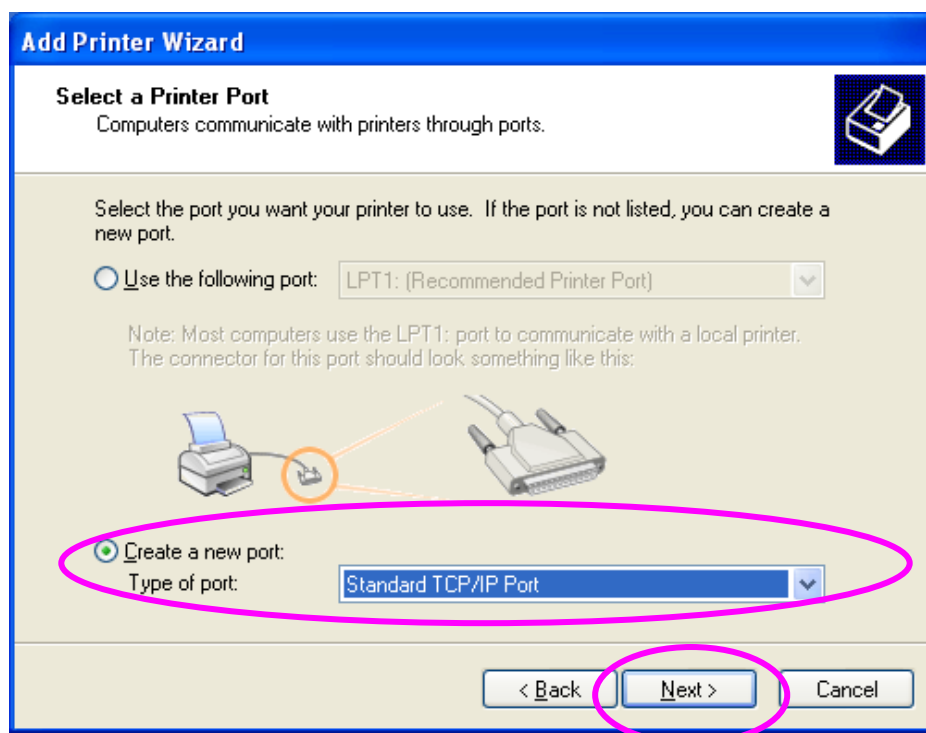 Add Printer Wizard
Select a Printer Port
Computers communicate with printers through ports.
Select the port you want your printer to use.  If the port is not listed, you can create a
new port.
Use the following port:
LPT1: (Recommended Printer Port)
Note: Most computers use the LPT1: port to communicate with a local printer.
The connector for this port should look something like this:
Create a new port:
Type of port:
Standard TCP/IP Port
< Back
Next >
Cancel